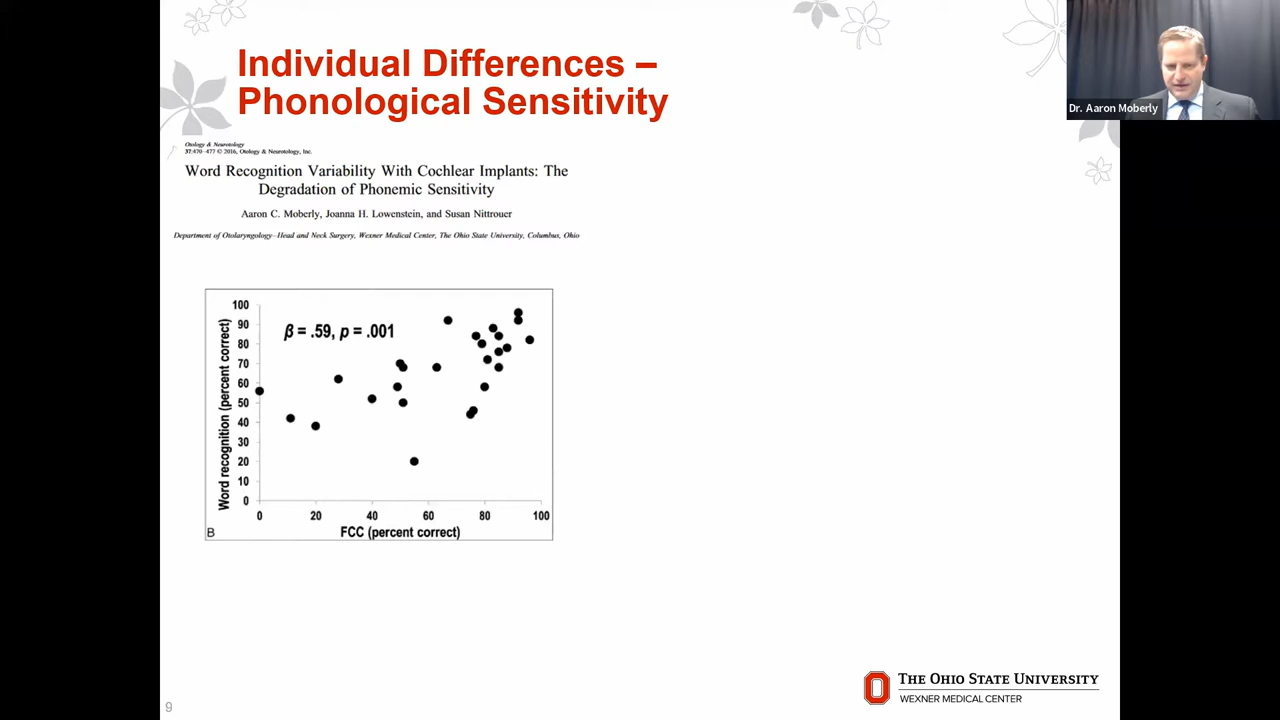 Individual Differences –
Phonological Sensitivity
Dr. Aaron Moberly
Otology & Neurotology
37:470–477 © 2016, Otology & Neurotology, Inc.
Word Recognition Variability With Cochlear Implants: The
Degradation of Phonemic Sensitivity
Aaron C. Moberly, Joanna H. Lowenstein, and Susan Nittrouer
Department of Otolaryngology–Head and Neck Surgery, Wexner Medical Center, The Ohio State University, Columbus, Ohio
β = .59, p = .001
Word recognition (percent correct)
100
90
80
70
60
50
40
30
20
10
0
0 20 40 60 80 100
FCC (percent correct)
B
THE OHIO STATE UNIVERSITY
WEXNER MEDICAL CENTER
9